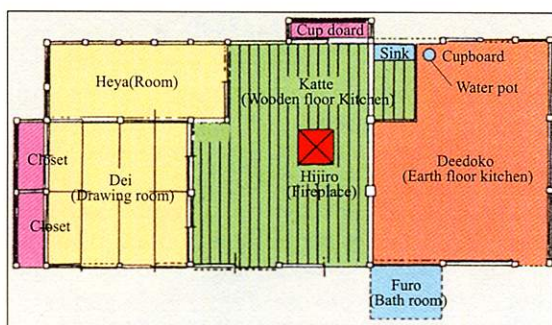 Cup doard
Sink
Cupboard
Water pot
Heya(Room)
Katte
(Wooden floor Kitchen)
Closet
Dei
(Drawing room)
Hijiro
(Fireplace)
Deedoko
(Earth floor kitchen)
Closet
Furo
(Bath room)